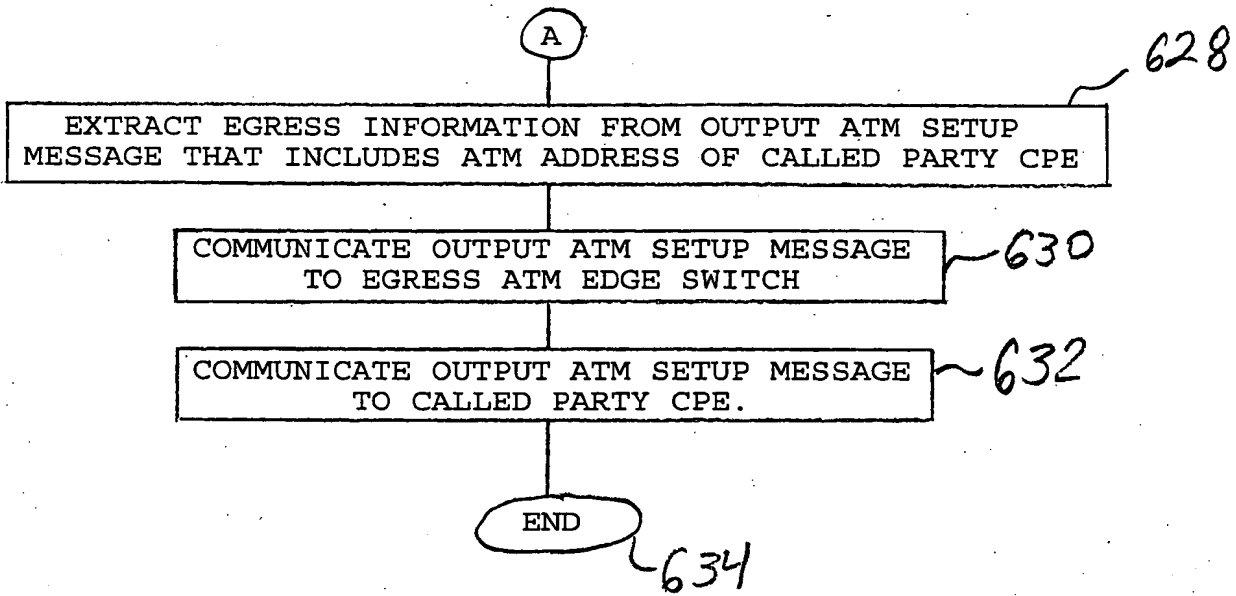 A
628
EXTRACT EGRESS INFORMATION FROM OUTPUT ATM SETUP
MESSAGE THAT INCLUDES ATM ADDRESS OF CALLED PARTY CPE
COMMUNICATE OUTPUT ATM SETUP MESSAGE
TO EGRESS ATM EDGE SWITCH
630
COMMUNICATE OUTPUT ATM SETUP MESSAGE
TO CALLED PARTY CPE.
632
END
634